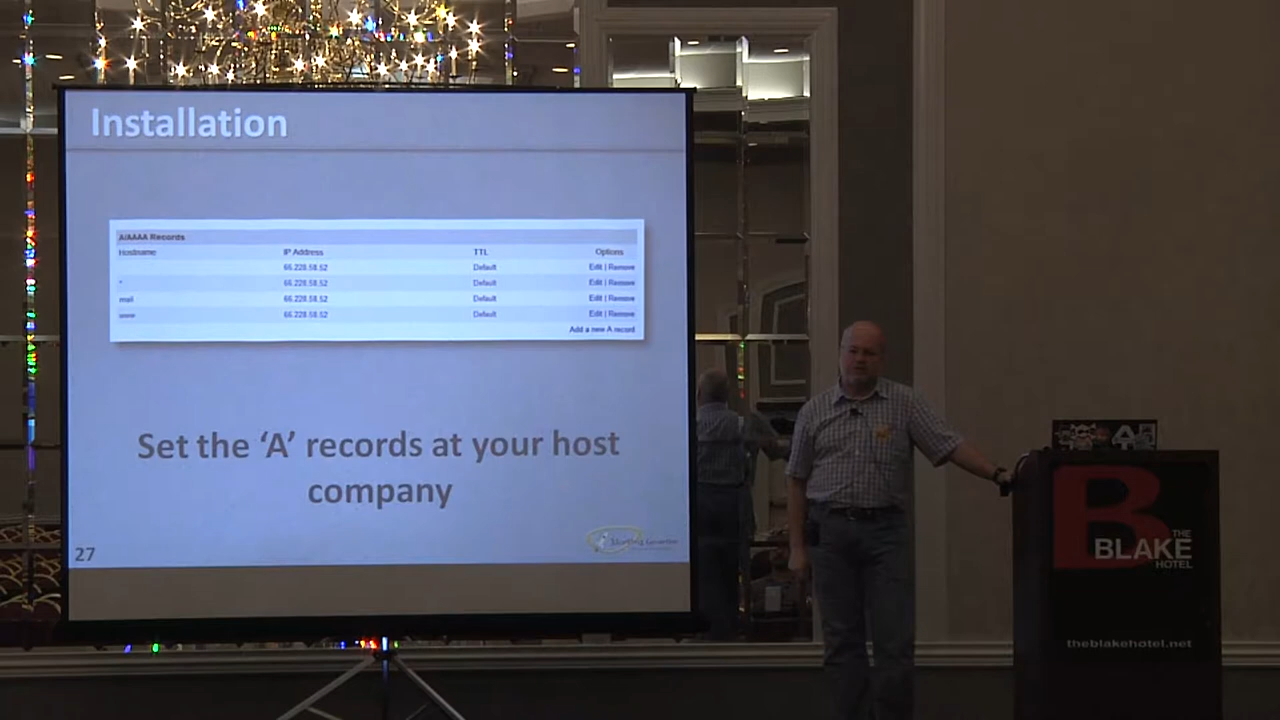 Installation
A/AAAA Records
Hostname IP Address TTL Options
66.228.58.52 Default Edit | Remove
* 66.228.58.52 Default Edit | Remove
mail 66.228.58.52 Default Edit | Remove
www 66.228.58.52 Default Edit | Remove
Add a new A record
Set the ‘A’ records at your host
company
27
B
THE
BLAKE
HOTEL
theblakehotel.net